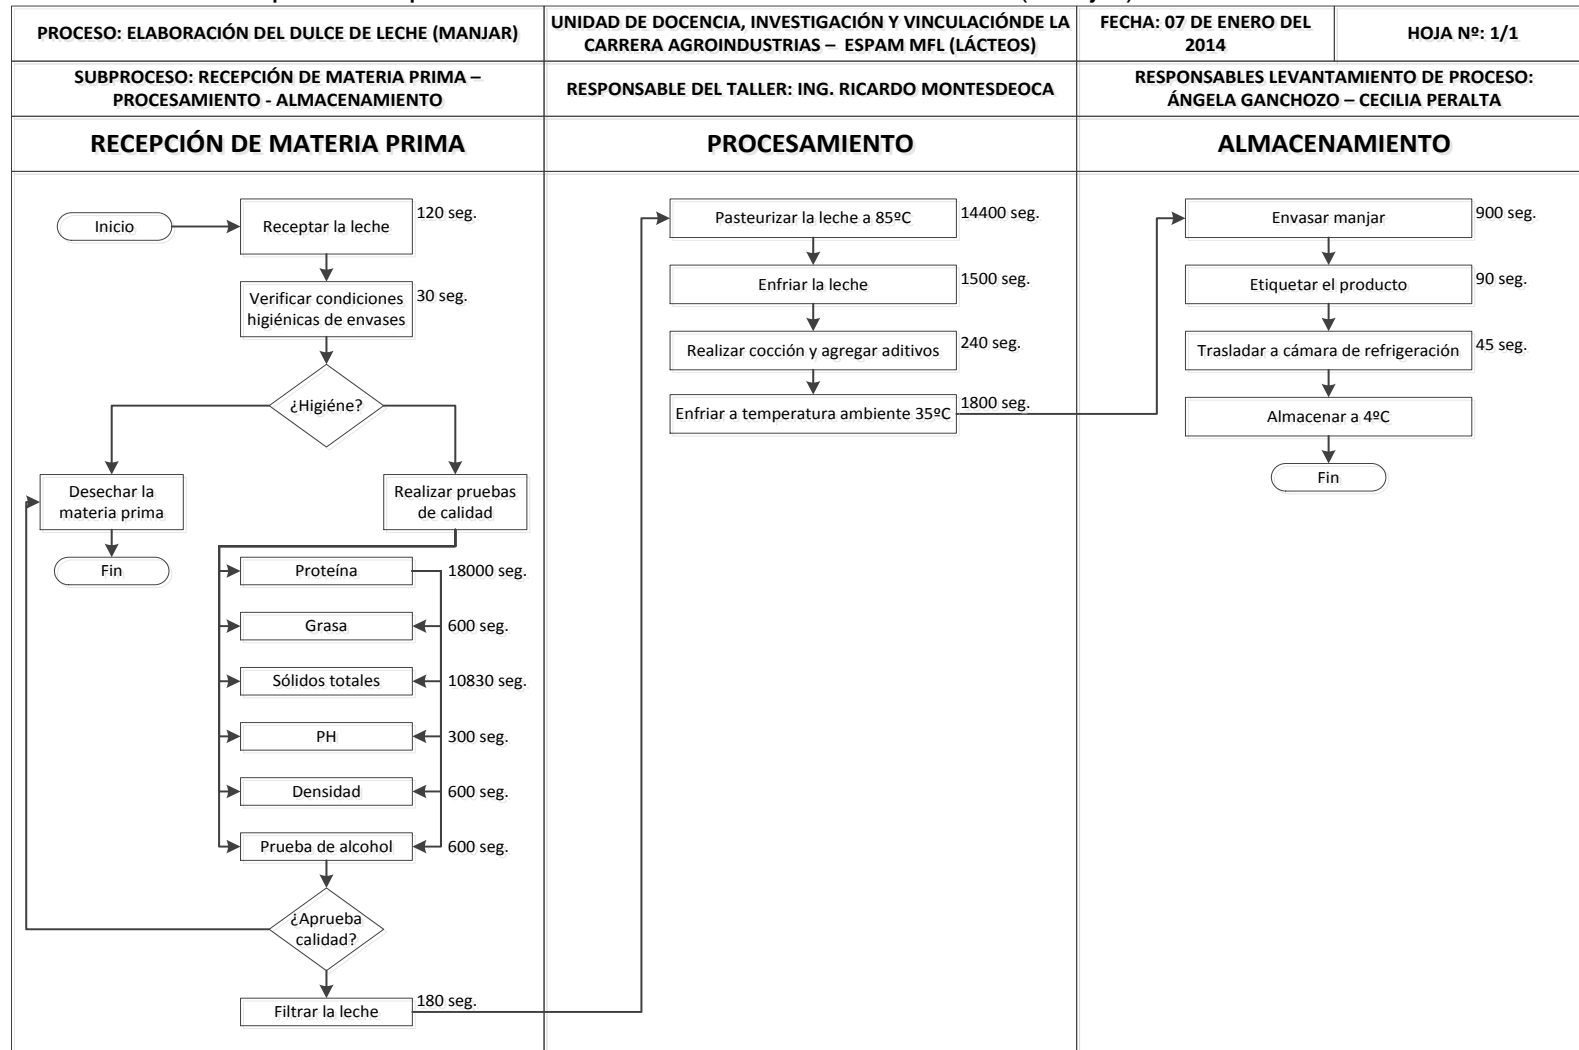 PROCESO: ELABORACIÓN DEL DULCE DE LECHE (MANJAR)
UNIDAD DE DOCENCIA, INVESTIGACIÓN Y VINCULACIÓNDE LA
CARRERA AGROINDUSTRIAS – ESPAM MFL (LÁCTEOS)
FECHA: 07 DE ENERO DEL
2014
HOJA Nº: 1/1
SUBPROCESO: RECEPCIÓN DE MATERIA PRIMA –
PROCESAMIENTO - ALMACENAMIENTO
RESPONSABLE DEL TALLER: ING. RICARDO MONTESDEOCA
RESPONSABLES LEVANTAMIENTO DE PROCESO:
ÁNGELA GANCHOZO – CECILIA PERALTA
RECEPCIÓN DE MATERIA PRIMA
PROCESAMIENTO
ALMACENAMIENTO
Inicio
Receptar la leche
120 seg.
Verificar condiciones
higiénicas de envases
30 seg.
¿Higiéne?
Desechar la
materia prima
Fin
Realizar pruebas
de calidad
Proteína
18000 seg.
Grasa
600 seg.
Sólidos totales
10830 seg.
PH
300 seg.
Densidad
600 seg.
Prueba de alcohol
600 seg.
¿Aprueba
calidad?
Filtrar la leche
180 seg.
Pasteurizar la leche a 85ºC
14400 seg.
Enfriar la leche
1500 seg.
Realizar cocción y agregar aditivos
240 seg.
Enfriar a temperatura ambiente 35ºC
1800 seg.
Envasar manjar
900 seg.
Etiquetar el producto
90 seg.
Trasladar a cámara de refrigeración
45 seg.
Almacenar a 4ºC
Fin